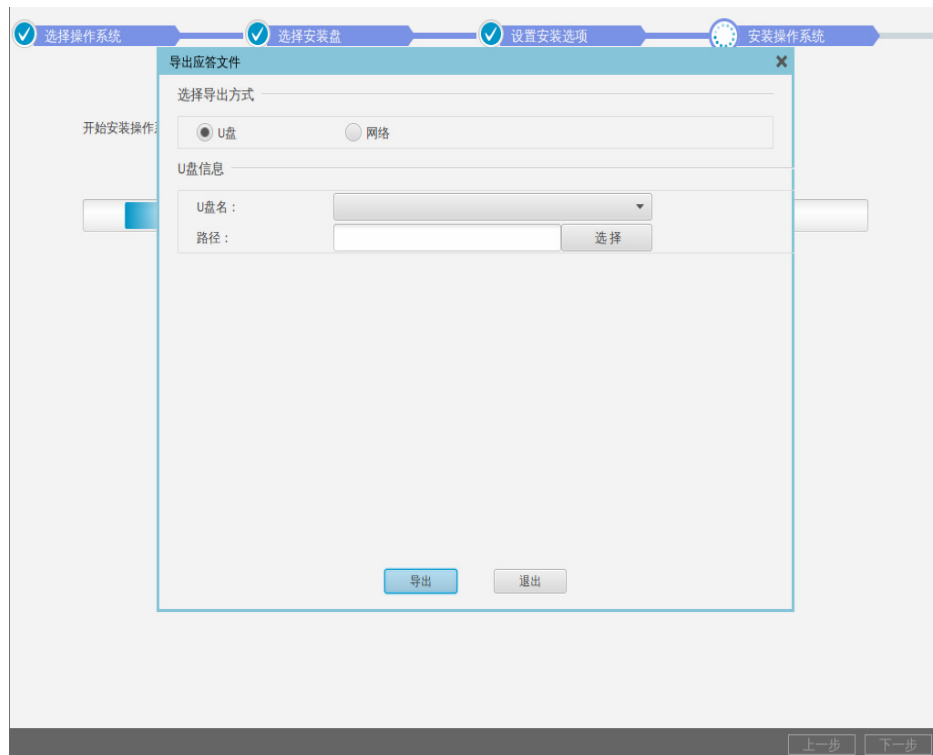 选择操作系统 选择安装盘 设置安装选项 安装操作系统
导出应答文件
选择导出方式
开始安装操作
U盘 网络
U盘信息
U盘名：
路径： 选择
导出 退出
上一步 下一步